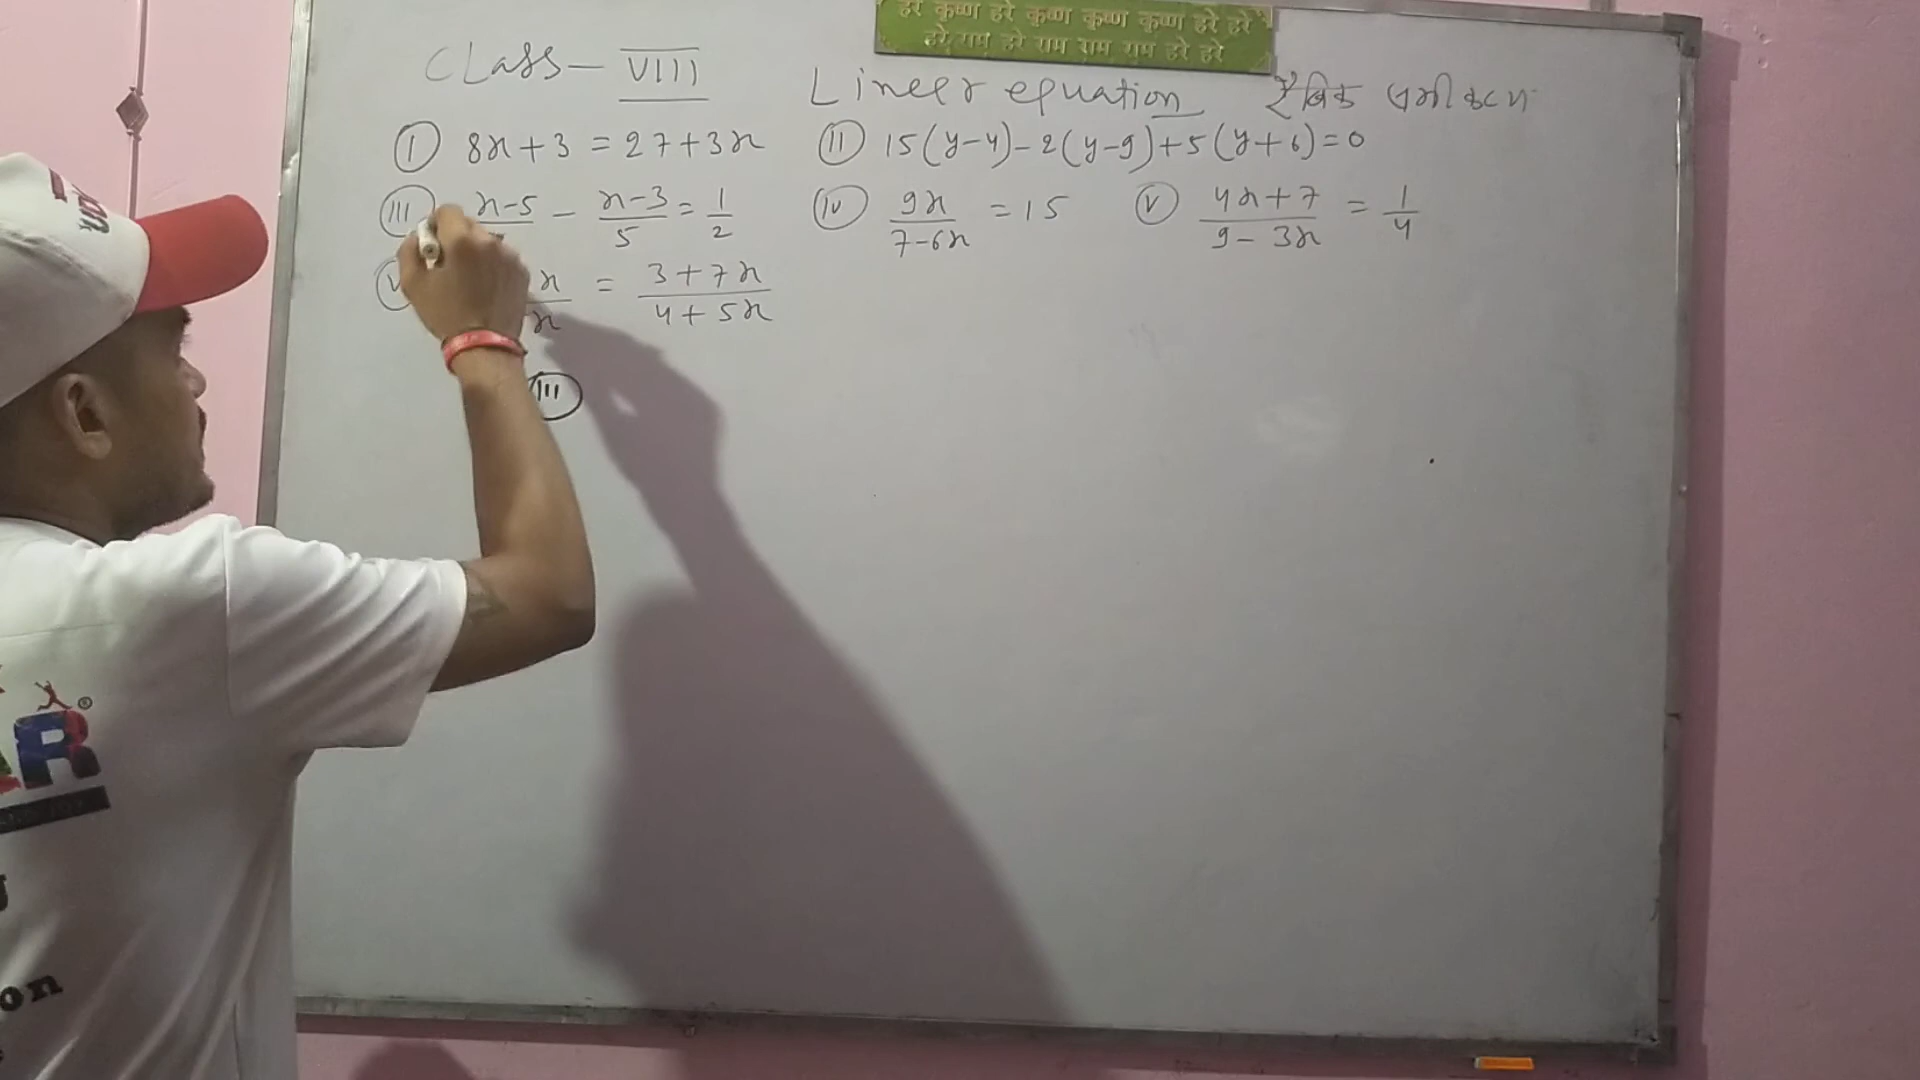 हरे कृष्ण हरे कृष्ण कृष्ण कृष्ण हरे हरे
हरे राम हरे राम राम राम हरे हरे
CLass - VIII
Lineer equation
(I) 8x + 3 = 27 + 3x (II) 15(y-4) - 2(y-9) + 5(y+6) = 0
(III) x-5 - x-3/5 = 1/2 (IV) 9x/7-6x = 15 (V) 4x+7/9-3x = 1/4
x/x = 3+7x/4+5x
(III)
R
on